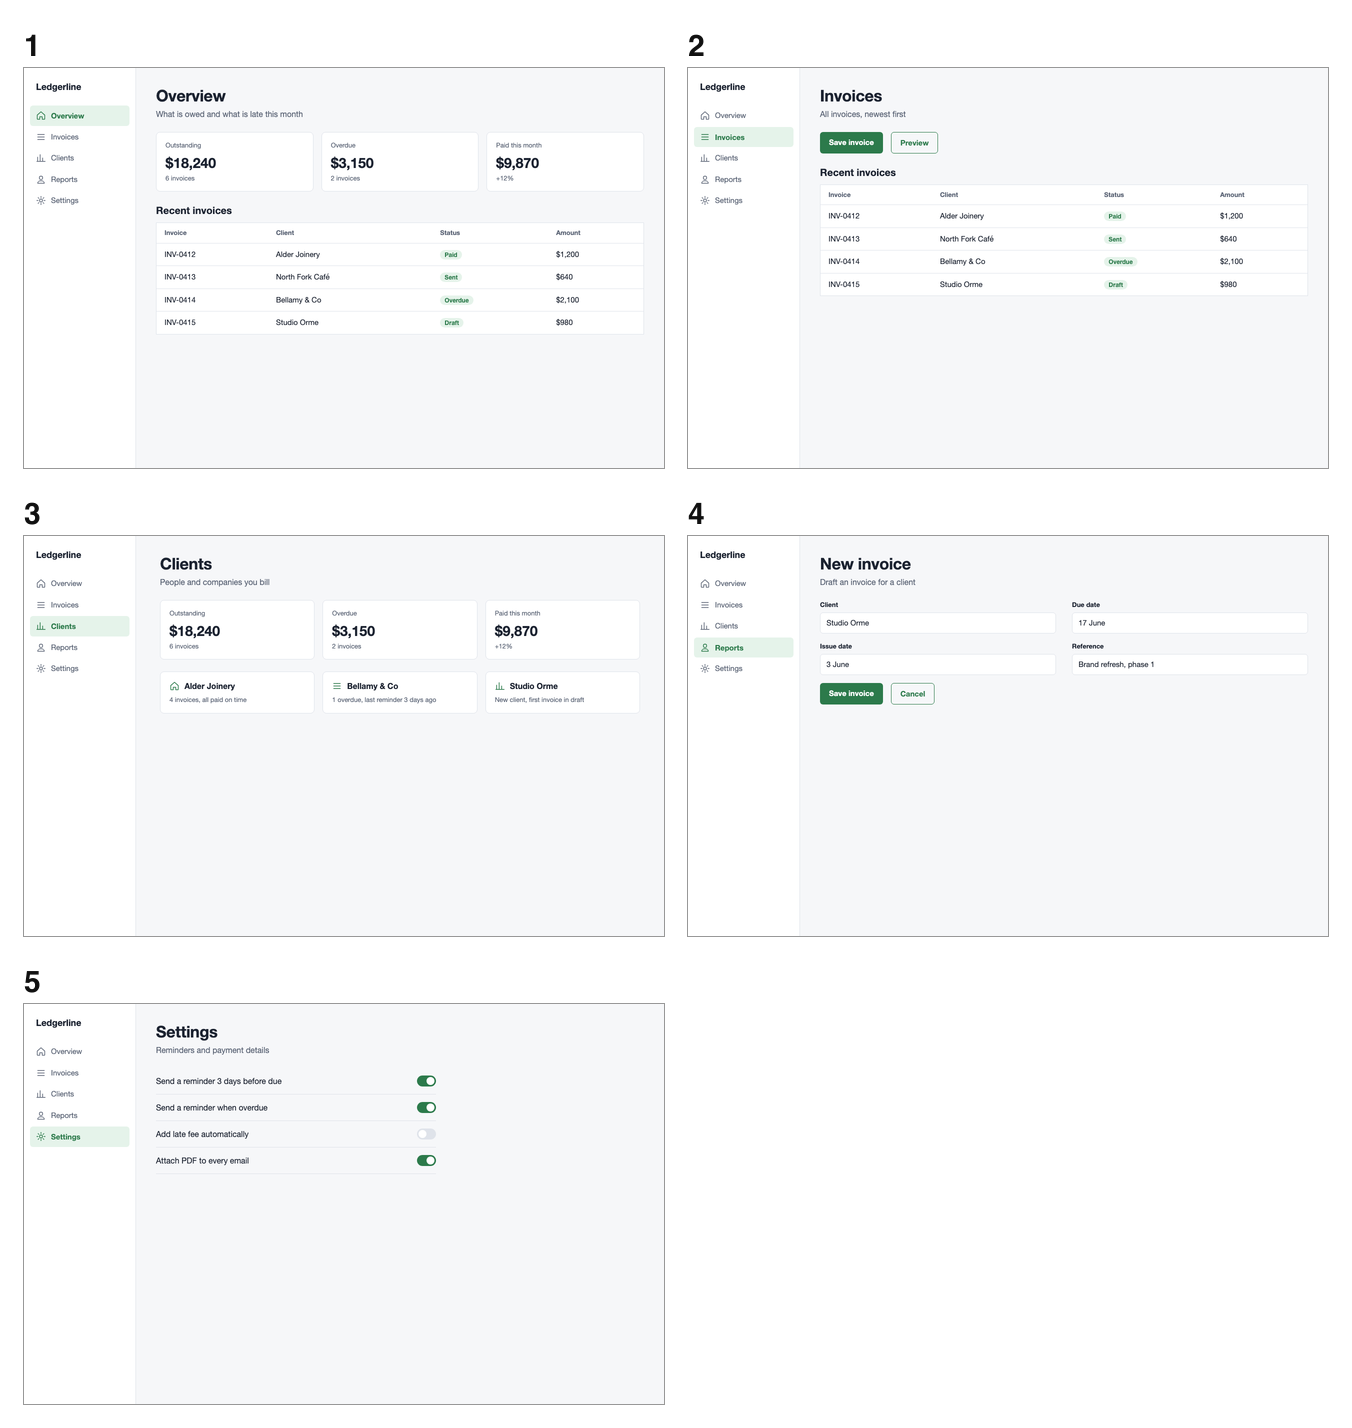 1
Ledgerline
Overview
Invoices
Clients
Reports
Settings
Overview
What is owed and what is late this month
Outstanding
$18,240
6 invoices
Overdue
$3,150
2 invoices
Paid this month
$9,870
+12%
Recent invoices
Invoice Client Status Amount
INV-0412 Alder Joinery Paid $1,200
INV-0413 North Fork Café Sent $640
INV-0414 Bellamy & Co Overdue $2,100
INV-0415 Studio Orme Draft $980
2
Ledgerline
Overview
Invoices
Clients
Reports
Settings
Invoices
All invoices, newest first
Save invoice Preview
Recent invoices
Invoice Client Status Amount
INV-0412 Alder Joinery Paid $1,200
INV-0413 North Fork Café Sent $640
INV-0414 Bellamy & Co Overdue $2,100
INV-0415 Studio Orme Draft $980
3
Ledgerline
Overview
Invoices
Clients
Reports
Settings
Clients
People and companies you bill
Outstanding
$18,240
6 invoices
Overdue
$3,150
2 invoices
Paid this month
$9,870
+12%
Alder Joinery
4 invoices, all paid on time
Bellamy & Co
1 overdue, last reminder 3 days ago
Studio Orme
New client, first invoice in draft
4
Ledgerline
Overview
Invoices
Clients
Reports
Settings
New invoice
Draft an invoice for a client
Client
Studio Orme
Due date
17 June
Issue date
3 June
Reference
Brand refresh, phase 1
Save invoice Cancel
5
Ledgerline
Overview
Invoices
Clients
Reports
Settings
Settings
Reminders and payment details
Send a reminder 3 days before due
Send a reminder when overdue
Add late fee automatically
Attach PDF to every email